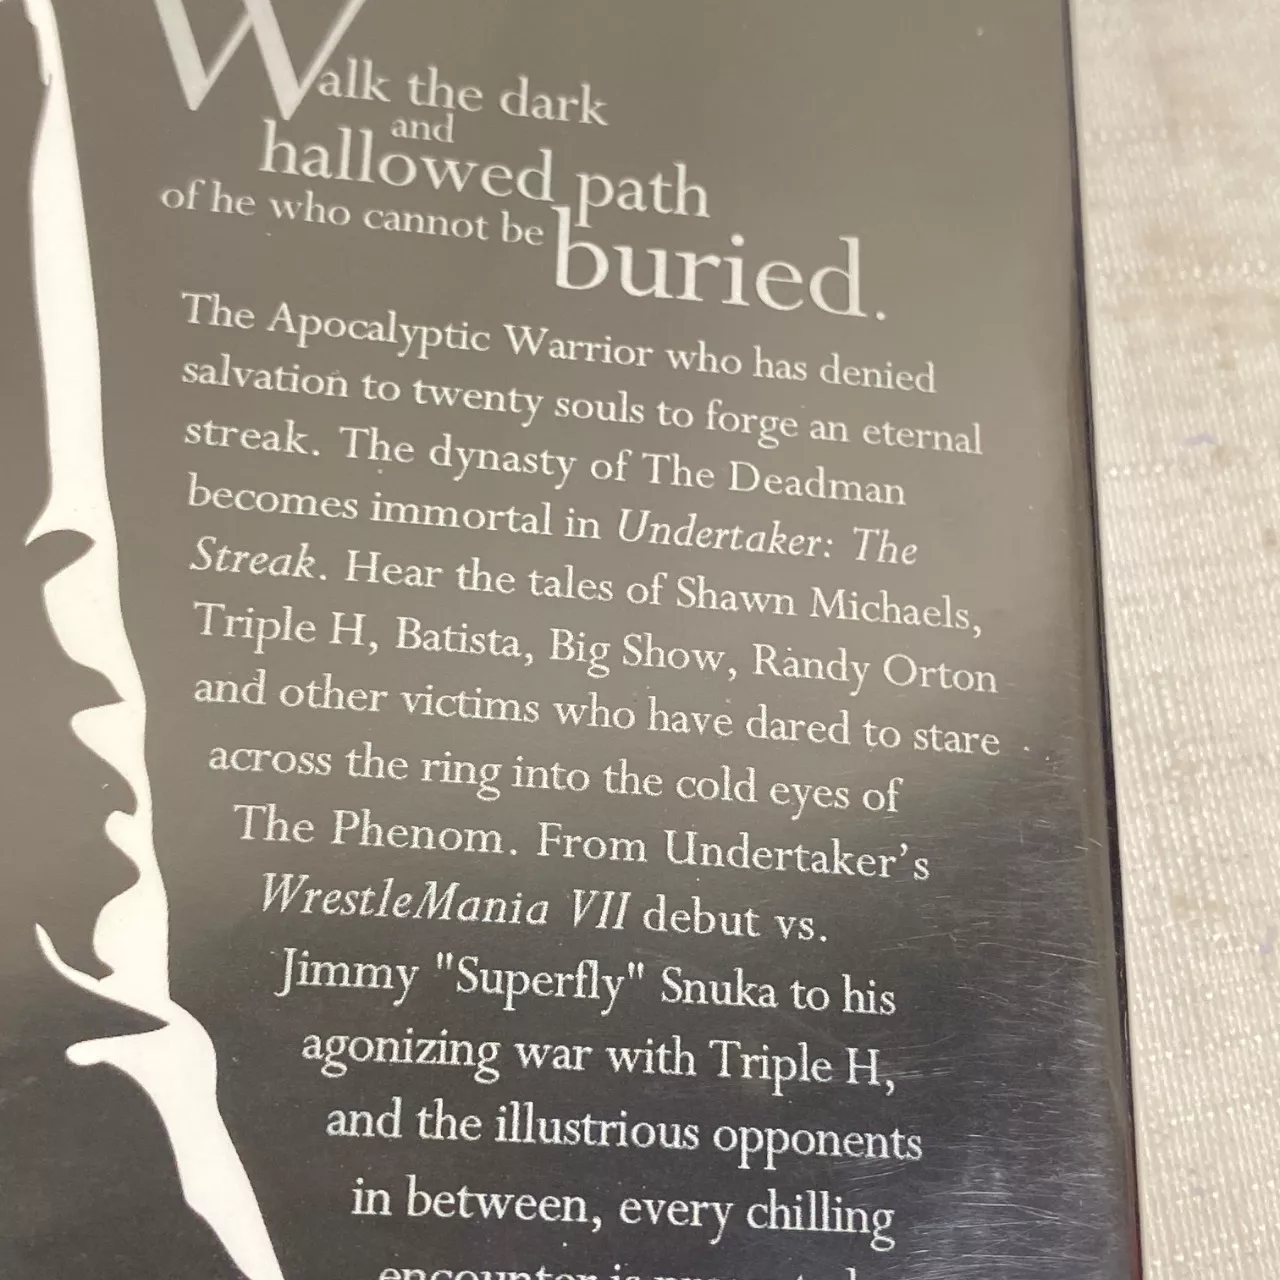 Walk the dark
and
hallowed path
of he who cannot be buried.
The Apocalyptic Warrior who has denied
salvation to twenty souls to forge an eternal
streak. The dynasty of The Deadman
becomes immortal in Undertaker: The
Streak. Hear the tales of Shawn Michaels,
Triple H, Batista, Big Show, Randy Orton
and other victims who have dared to stare
across the ring into the cold eyes of
The Phenom. From Undertaker's
WrestleMania VII debut vs.
Jimmy "Superfly" Snuka to his
agonizing war with Triple H,
and the illustrious opponents
in between, every chilling
encounter is